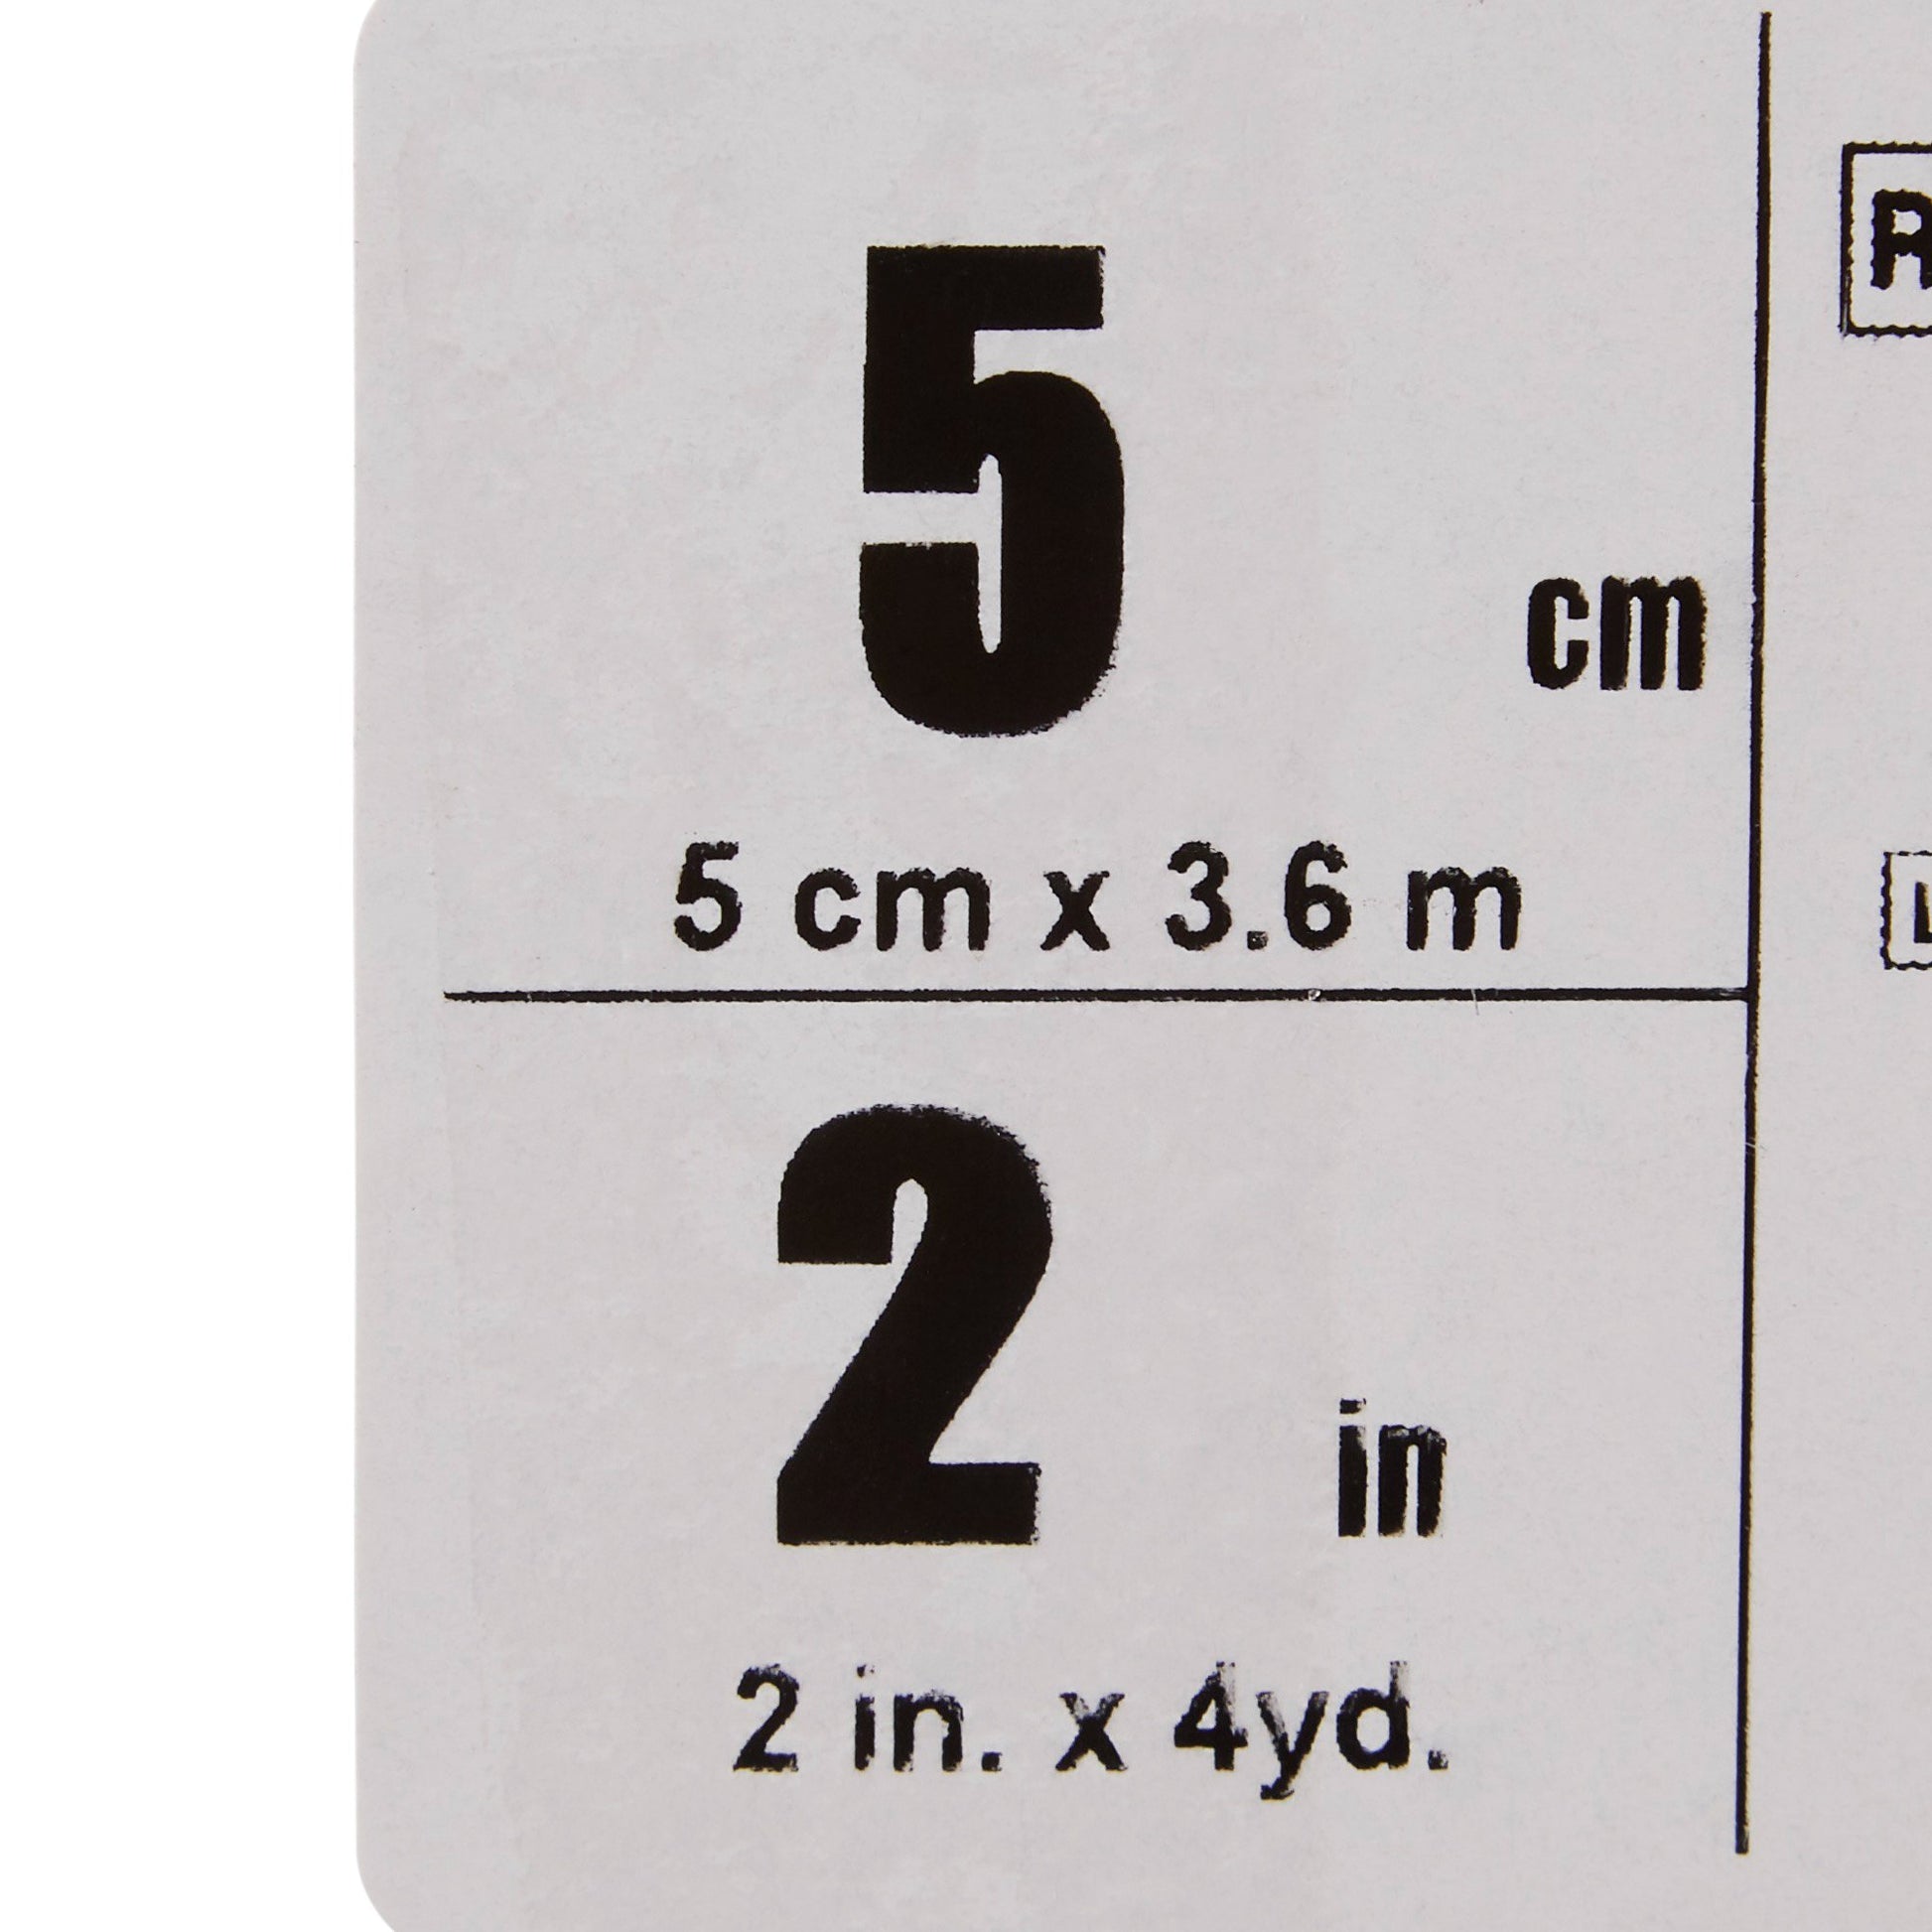 5 cm
5 cm x 3.6 m
2 in
2 in. x 4yd.